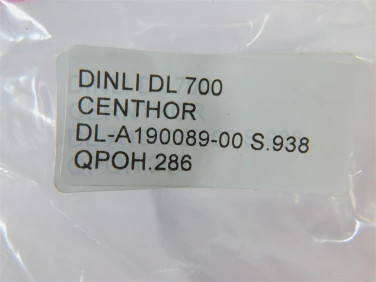 DINLI DL 700
CENTHOR
DL-A190089-00 S.938
QPOH.286